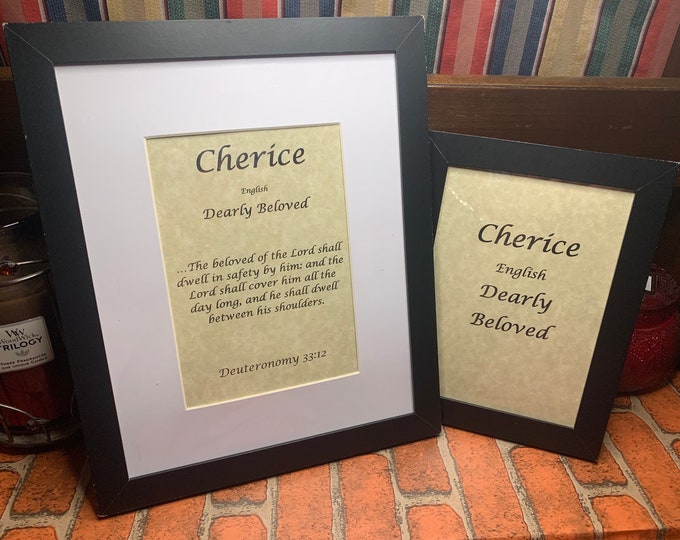 Cherice
English
Dearly Beloved
...The beloved of the Lord shall
dwell in safety by him: and the
Lord shall cover him all the
day long, and he shall dwell
between his shoulders.
Deuteronomy 33:12
Cherice
English
Dearly
Beloved
WW
WoodWick
TRILOGY